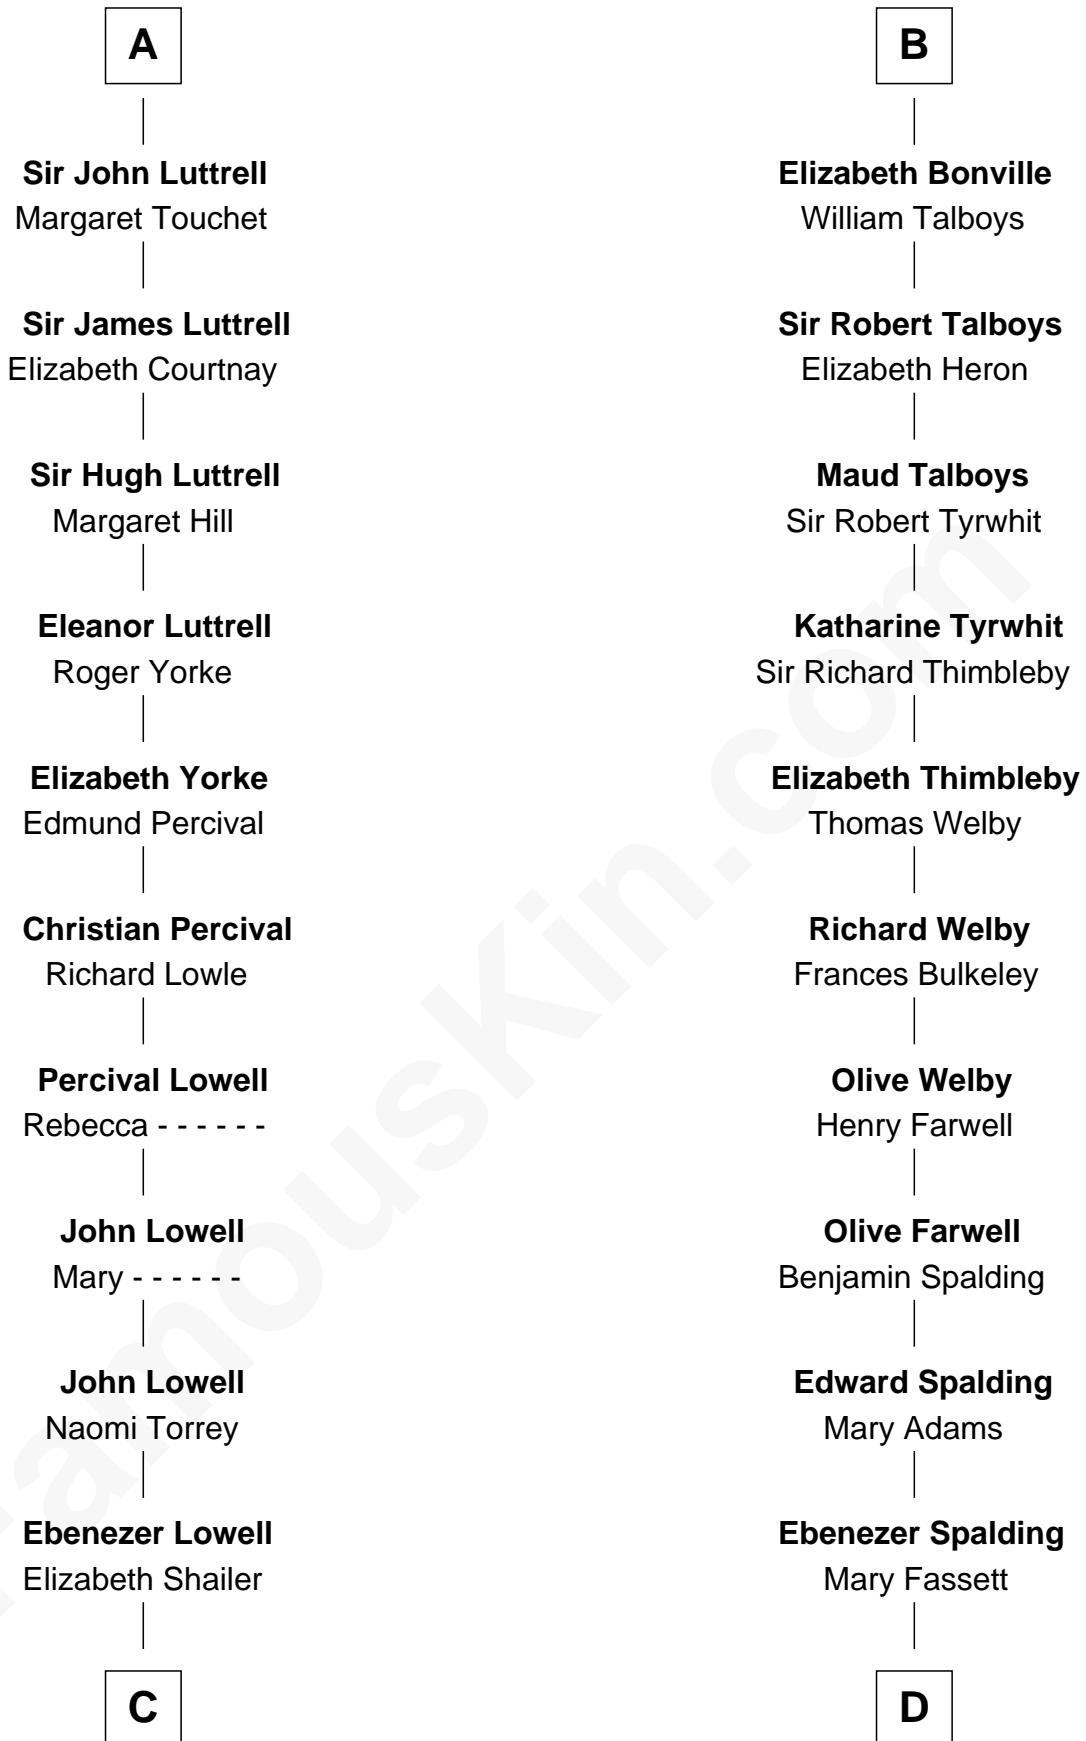 A
Sir John Luttrell
Margaret Touchet
Sir James Luttrell
Elizabeth Courtnay
Sir Hugh Luttrell
Margaret Hill
Eleanor Luttrell
Roger Yorke
Elizabeth Yorke
Edmund Percival
Christian Percival
Richard Lowle
Percival Lowell
Rebecca - - - - - -
John Lowell
Mary - - - - - -
John Lowell
Naomi Torrey
Ebenezer Lowell
Elizabeth Shailer
C
B
Elizabeth Bonville
William Talboys
Sir Robert Talboys
Elizabeth Heron
Maud Talboys
Sir Robert Tyrwhit
Katharine Tyrwhit
Sir Richard Thimbleby
Elizabeth Thimbleby
Thomas Welby
Richard Welby
Frances Bulkeley
Olive Welby
Henry Farwell
Olive Farwell
Benjamin Spalding
Edward Spalding
Mary Adams
Ebenezer Spalding
Mary Fassett
D
FamousKin.com